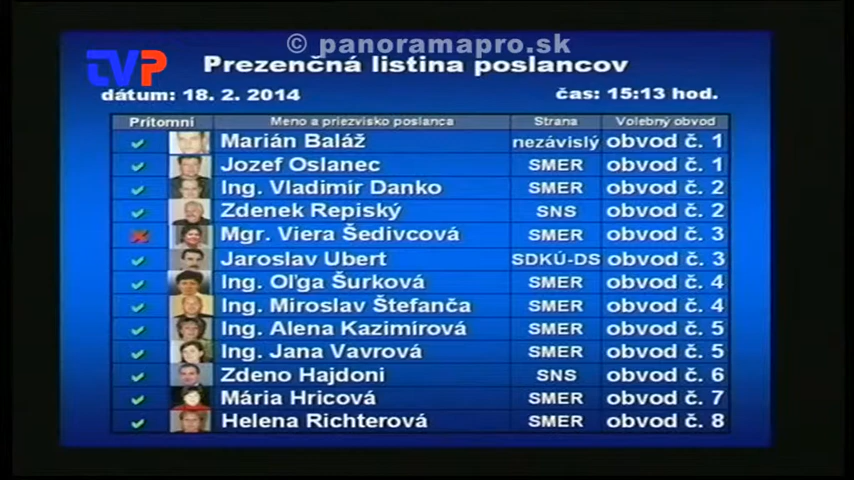 © panoramapro.sk
TVP
Prezenčná listina poslancov
dátum: 18. 2. 2014 čas: 15:13 hod.
Prítomní Meno a priezvisko poslanca Strana Volebný obvod
Marián Baláž nezávislý obvod č. 1
Jozef Oslanec SMER obvod č. 1
Ing. Vladimír Danko SMER obvod č. 2
Zdenek Repiský SNS obvod č. 2
Mgr. Viera Šedivcová SMER obvod č. 3
Jaroslav Ubert SDKÚ-DS obvod č. 3
Ing. Oľga Šurková SMER obvod č. 4
Ing. Miroslav Štefanča SMER obvod č. 4
Ing. Alena Kazimírová SMER obvod č. 5
Ing. Jana Vavrová SMER obvod č. 5
Zdeno Hajdoni SNS obvod č. 6
Mária Hricová SMER obvod č. 7
Helena Richterová SMER obvod č. 8